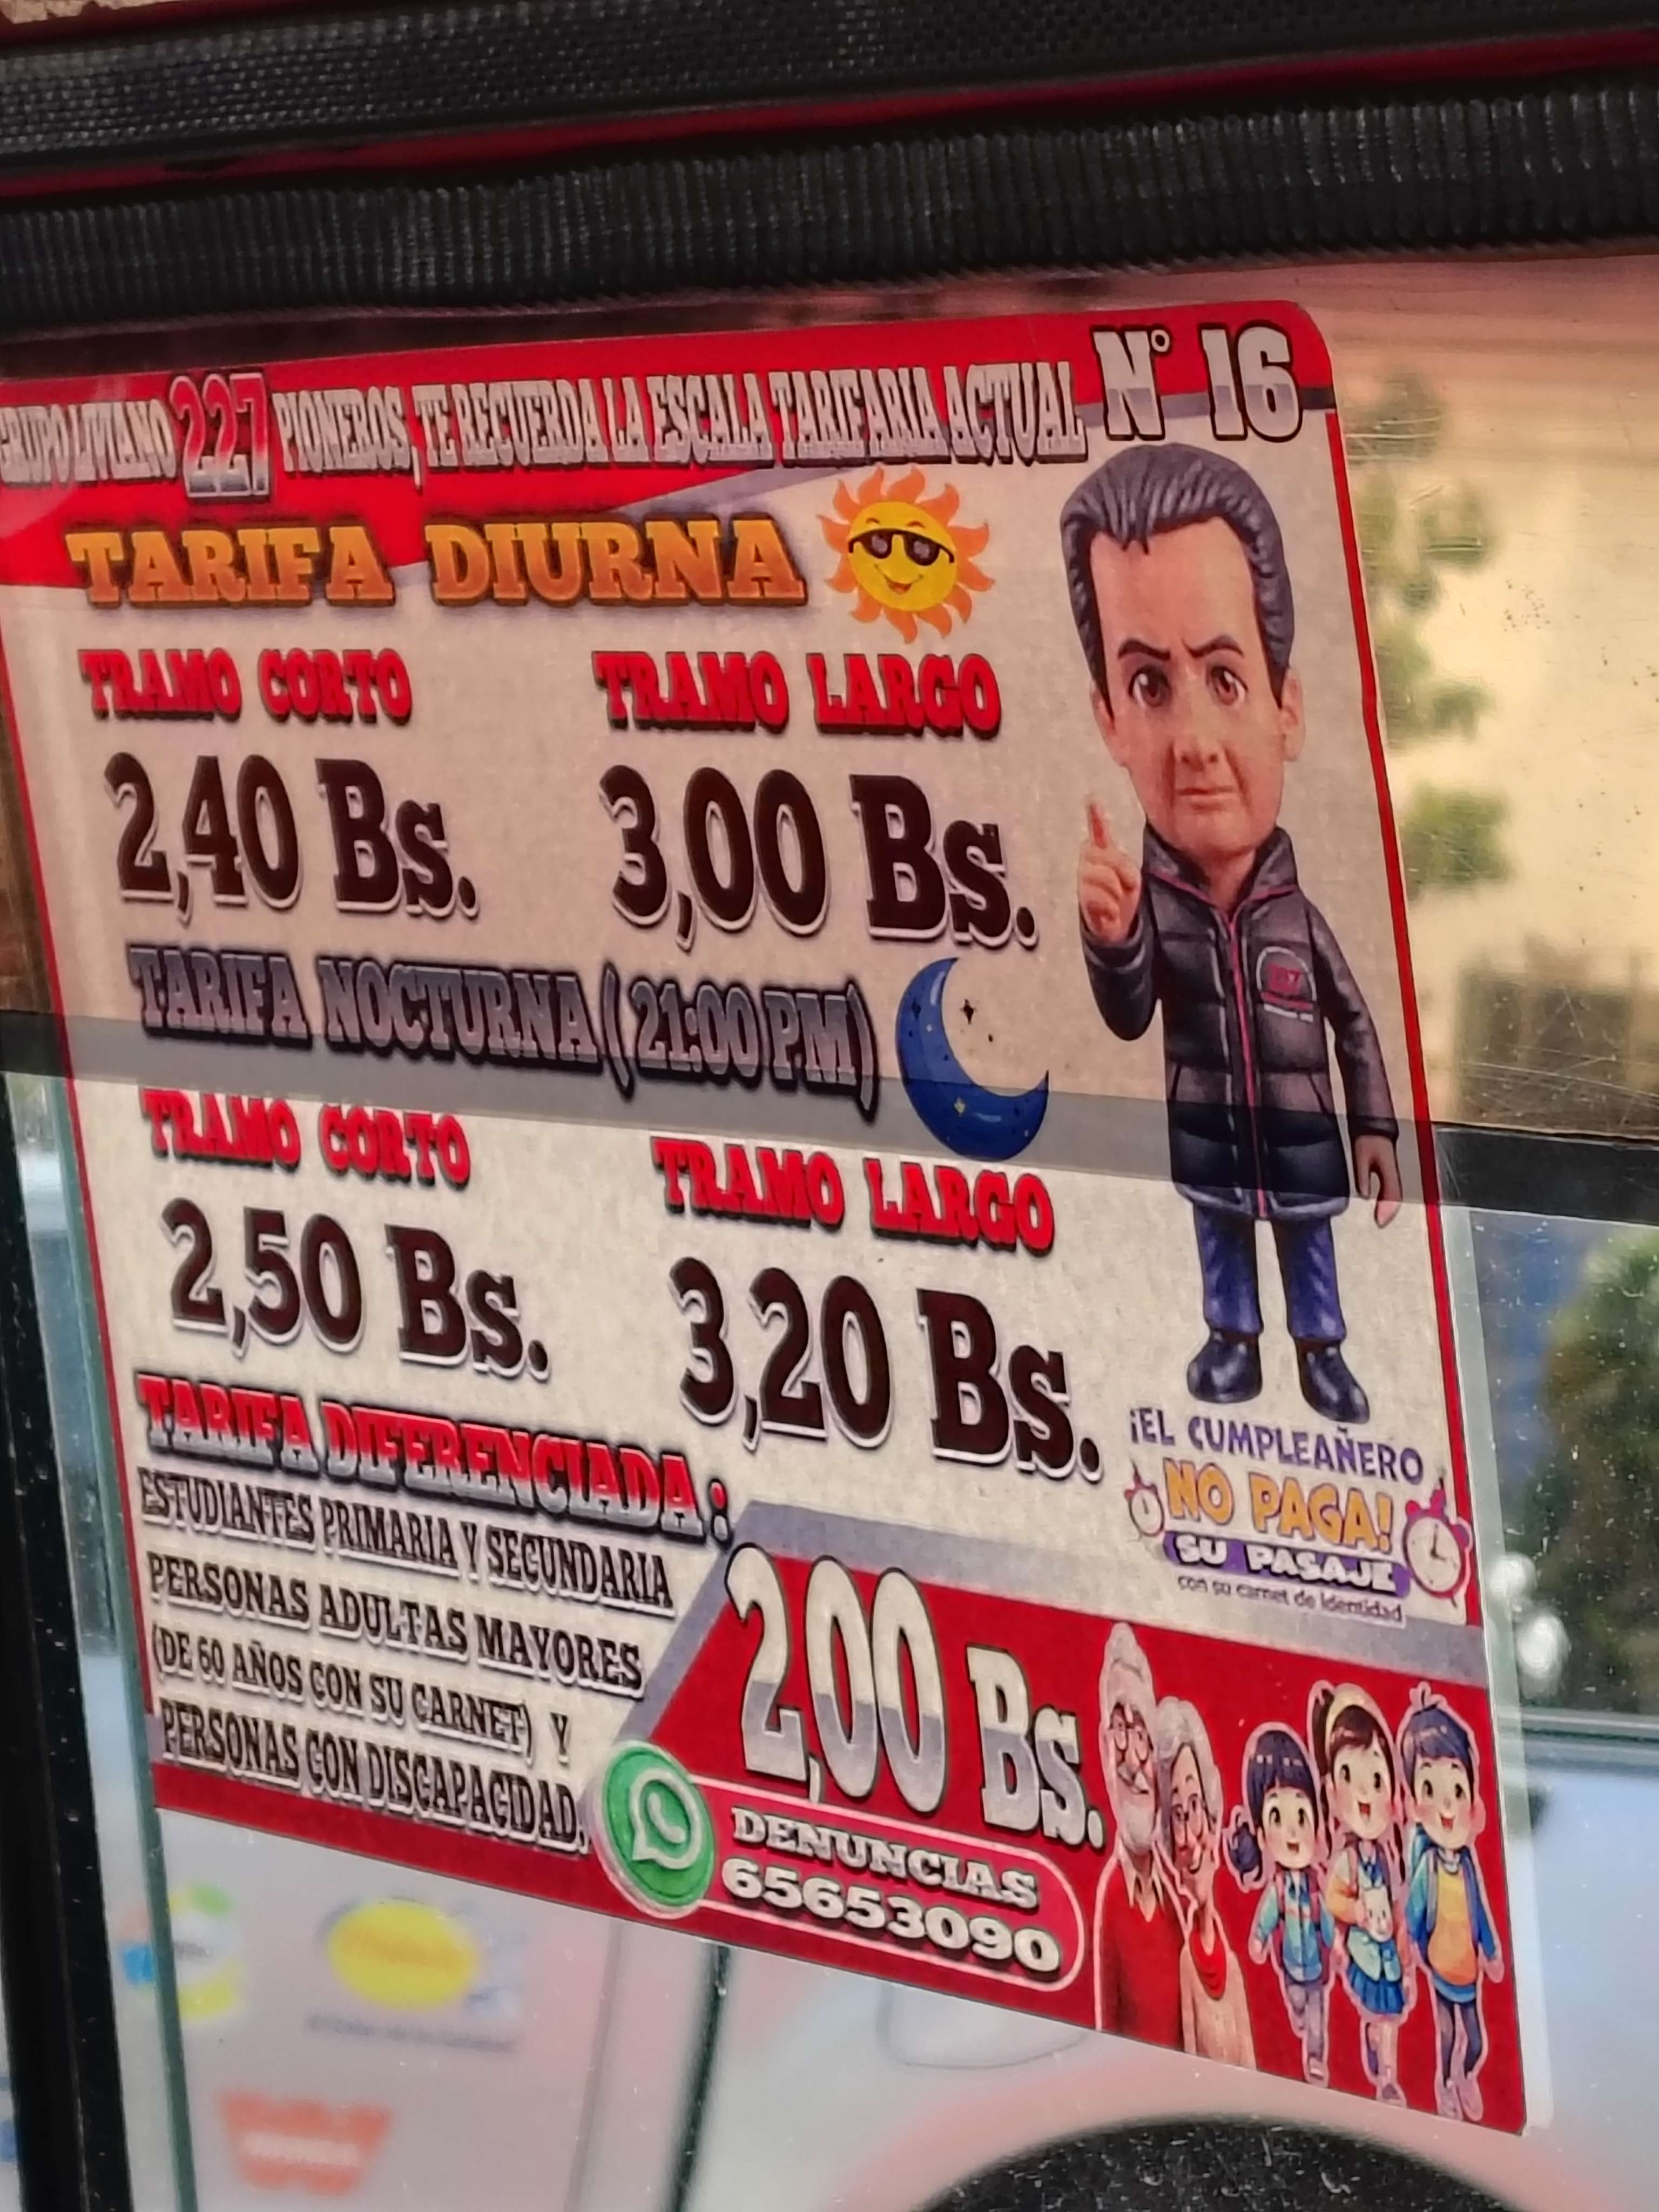 GRUPO LIVIANO 227 PIONEROS, TE RECUERDA LA ESCALA TARIFARIA ACTUAL N° 16
TARIFA DIURNA
TRAMO CORTO TRAMO LARGO
2,40 Bs. 3,00 Bs.
TARIFA NOCTURNA ( 21:00 PM)
TRAMO CORTO TRAMO LARGO
2,50 Bs. 3,20 Bs.
TARIFA DIFERENCIADA :
ESTUDIANTES PRIMARIA Y SECUNDARIA
PERSONAS ADULTAS MAYORES
(DE 60 AÑOS CON SU CARNET) Y
PERSONAS CON DISCAPACIDAD.
2,00 Bs.
DENUNCIAS
65653090
¡EL CUMPLEAÑERO
NO PAGA!
SU PASAJE
con su carnet de identidad